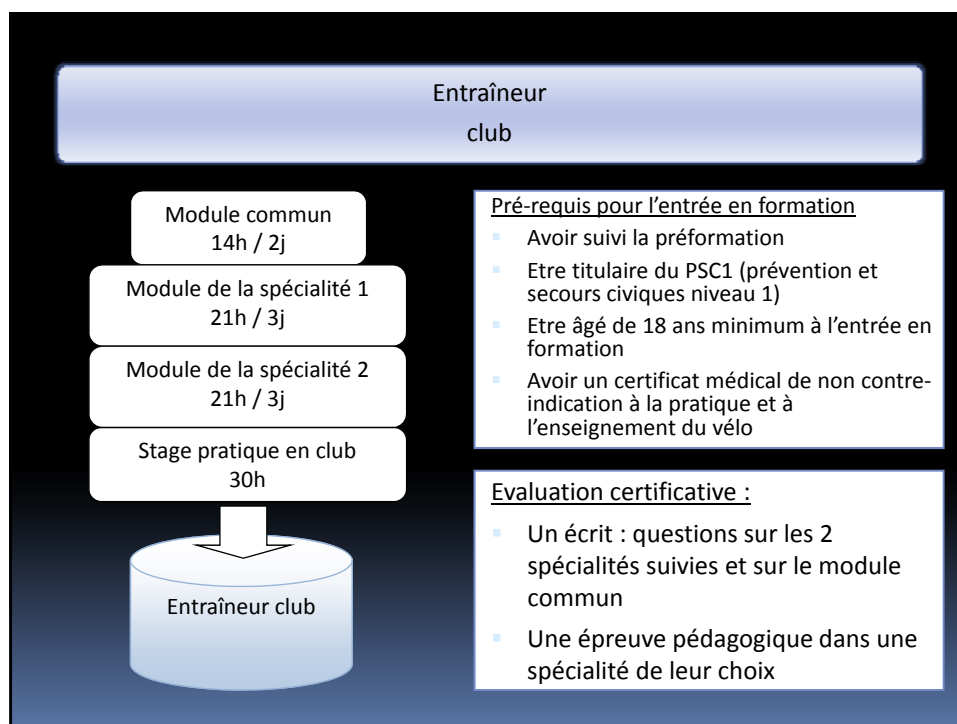 Entraîneur
club
Module commun
14h / 2j
Module de la spécialité 1
21h / 3j
Module de la spécialité 2
21h / 3j
Stage pratique en club
30h
Entraîneur club
Pré-requis pour l’entrée en formation
▪ Avoir suivi la préformation
▪ Etre titulaire du PSC1 (prévention et
secours civiques niveau 1)
▪ Etre âgé de 18 ans minimum à l’entrée en
formation
▪ Avoir un certificat médical de non contre-
indication à la pratique et à
l’enseignement du vélo
Evaluation certificative :
▪ Un écrit : questions sur les 2
spécialités suivies et sur le module
commun
▪ Une épreuve pédagogique dans une
spécialité de leur choix